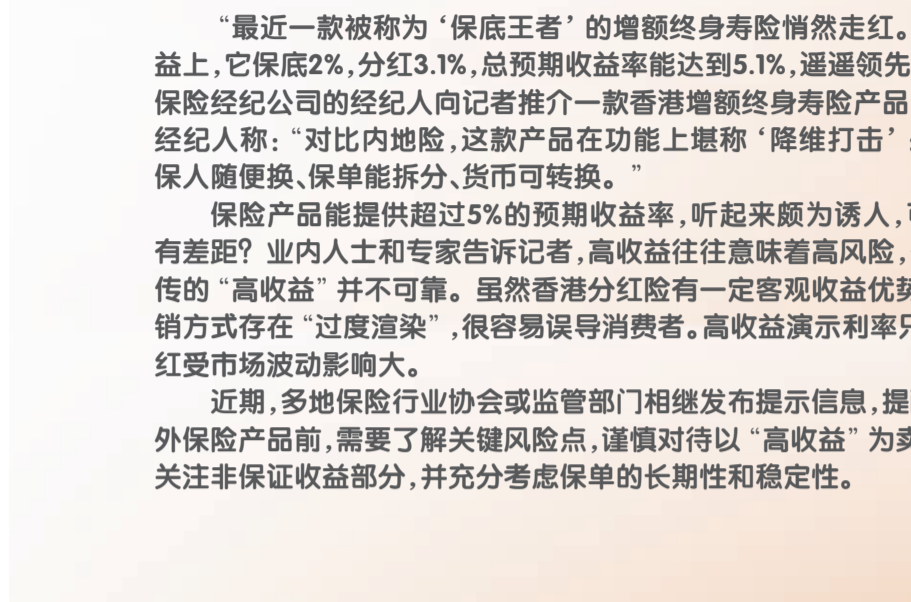 “最近一款被称为‘保底王者’的增额终身寿险悄然走红。
益上，它保底2%，分红3.1%，总预期收益率能达到5.1%，遥遥领先
保险经纪公司的经纪人向记者推介一款香港增额终身寿险产品
经纪人称：“对比内地险，这款产品在功能上堪称‘降维打击’
保人随便换、保单能拆分、货币可转换。”
保险产品能提供超过5%的预期收益率，听起来颇为诱人，
有差距？业内人士和专家告诉记者，高收益往往意味着高风险，
传的“高收益”并不可靠。虽然香港分红险有一定客观收益优势
销方式存在“过度渲染”，很容易误导消费者。高收益演示利率只
红受市场波动影响大。
近期，多地保险行业协会或监管部门相继发布提示信息，提
外保险产品前，需要了解关键风险点，谨慎对待以“高收益”为卖
关注非保证收益部分，并充分考虑保单的长期性和稳定性。